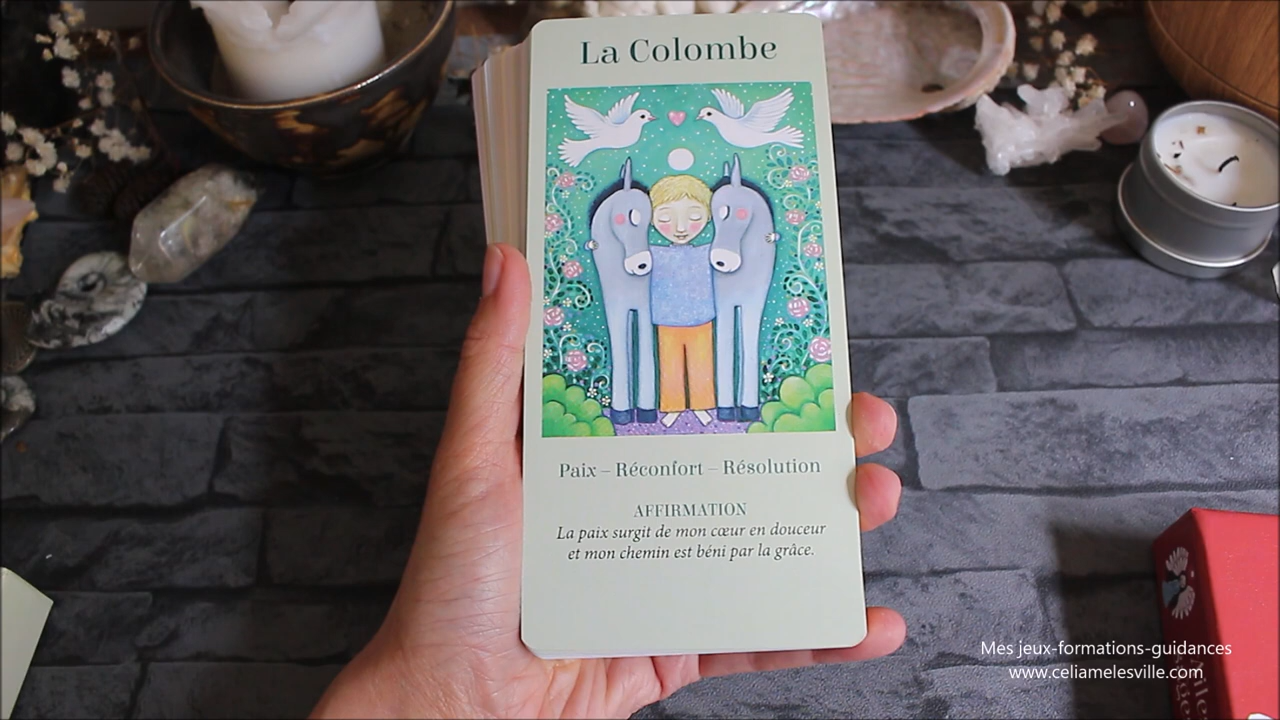 La Colombe
Paix – Réconfort – Résolution
AFFIRMATION
La paix surgit de mon cœur en douceur
et mon chemin est béni par la grâce.
Mes jeux-formations-guidances
www.celiamelesville.com